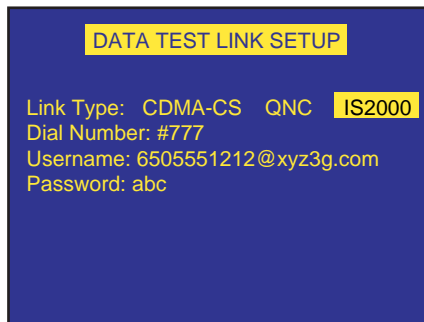 DATA TEST LINK SETUP
Link Type: CDMA-CS QNC IS2000
Dial Number: #777
Username: 6505551212@xyz3g.com
Password: abc